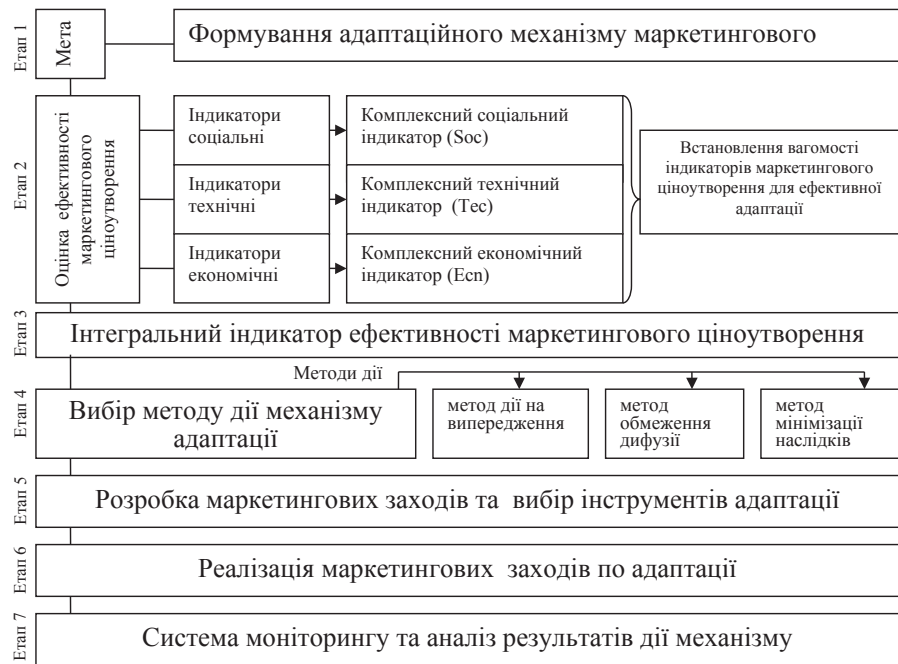 Етап 1
Мета
Формування адаптаційного механізму маркетингового
Етап 2
Оцінка ефективності
маркетингового
ціноутворення
Індикатори
соціальні
Комплексний соціальний
індикатор (Soc)
Індикатори
технічні
Комплексний технічний
індикатор (Tec)
Індикатори
економічні
Комплексний економічний
індикатор (Ecn)
Встановлення вагомості
індикаторів маркетингового
ціноутворення для ефективної
адаптації
Етап 3
Інтегральний індикатор ефективності маркетингового ціноутворення
Методи дії
Етап 4
Вибір методу дії механізму
адаптації
метод дії на
випередження
метод
обмеження
дифузії
метод
мінімізації
наслідків
Етап 5
Розробка маркетингових заходів та вибір інструментів адаптації
Етап 6
Реалізація маркетингових заходів по адаптації
Етап 7
Система моніторингу та аналіз результатів дії механізму